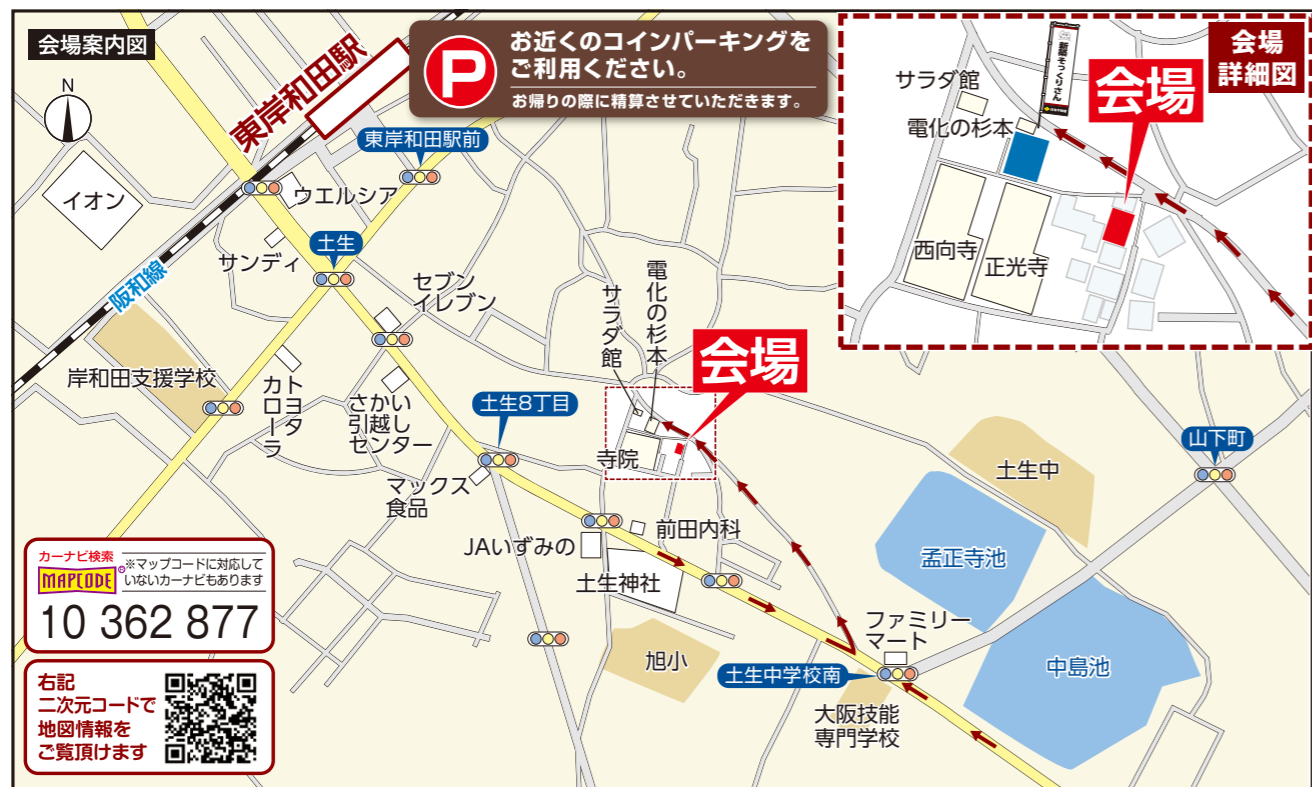 会場案内図
N
東岸和田駅
P
お近くのコインパーキングを
ご利用ください。
お帰りの際に精算させていただきます。
東岸和田駅前
イオン
ウエルシア
サンディ
土生
阪和線
セブン
イレブン
電化の杉本
サラダ館
会場
岸和田支援学校
トヨタ
カローラ
さかい
引越し
センター
土生8丁目
寺院
マックス
食品
前田内科
JAいずみの
土生神社
旭小
土生中
山下町
孟正寺池
中島池
ファミリー
マート
土生中学校南
大阪技能
専門学校
会場
詳細図
新築そっくりさん
サラダ館
電化の杉本
会場
西向寺
正光寺
カーナビ検索
MAPCODE
®
※マップコードに対応して
いないカーナビもあります
10 362 877
右記
二次元コードで
地図情報を
ご覧頂けます